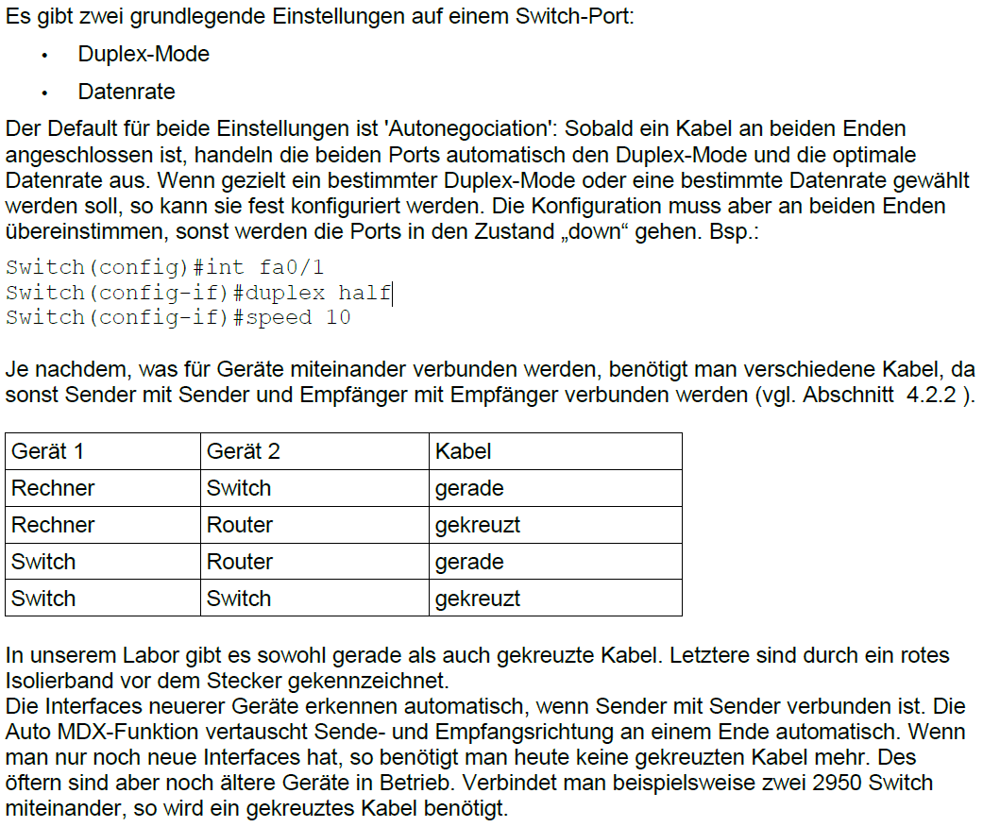 Es gibt zwei grundlegende Einstellungen auf einem Switch-Port:
• Duplex-Mode
• Datenrate
Der Default für beide Einstellungen ist 'Autonegociation': Sobald ein Kabel an beiden Enden
angeschlossen ist, handeln die beiden Ports automatisch den Duplex-Mode und die optimale
Datenrate aus. Wenn gezielt ein bestimmter Duplex-Mode oder eine bestimmte Datenrate gewählt
werden soll, so kann sie fest konfiguriert werden. Die Konfiguration muss aber an beiden Enden
übereinstimmen, sonst werden die Ports in den Zustand „down“ gehen. Bsp.:
Switch(config)#int fa0/1
Switch(config-if)#duplex half
Switch(config-if)#speed 10
Je nachdem, was für Geräte miteinander verbunden werden, benötigt man verschiedene Kabel, da
sonst Sender mit Sender und Empfänger mit Empfänger verbunden werden (vgl. Abschnitt 4.2.2 ).
Gerät 1 Gerät 2 Kabel
Rechner Switch gerade
Rechner Router gekreuzt
Switch Router gerade
Switch Switch gekreuzt
In unserem Labor gibt es sowohl gerade als auch gekreuzte Kabel. Letztere sind durch ein rotes
Isolierband vor dem Stecker gekennzeichnet.
Die Interfaces neuerer Geräte erkennen automatisch, wenn Sender mit Sender verbunden ist. Die
Auto MDX-Funktion vertauscht Sende- und Empfangsrichtung an einem Ende automatisch. Wenn
man nur noch neue Interfaces hat, so benötigt man heute keine gekreuzten Kabel mehr. Des
öftern sind aber noch ältere Geräte in Betrieb. Verbindet man beispielsweise zwei 2950 Switch
miteinander, so wird ein gekreuztes Kabel benötigt.